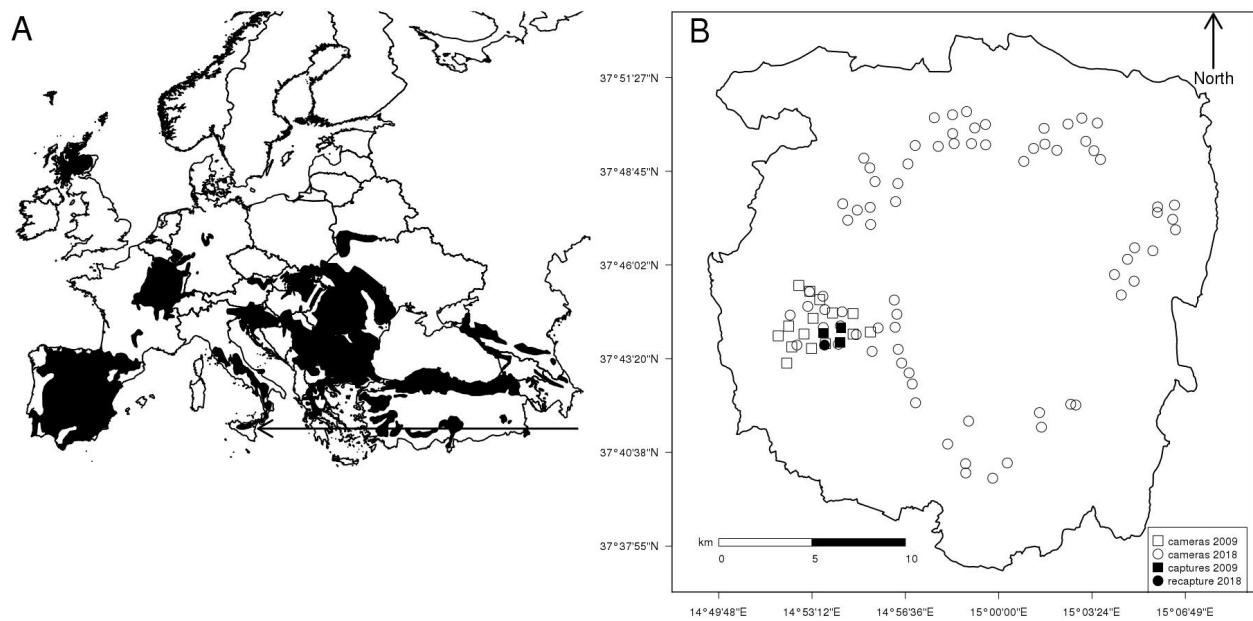 A
B
North
37°51'27"N
37°48'45"N
37°46'02"N
37°43'20"N
37°40'38"N
37°37'55"N
km
0
5
10
cameras 2009
cameras 2018
captures 2009
recapture 2018
14°49'48"E
14°53'12"E
14°56'36"E
15°00'00"E
15°03'24"E
15°06'49"E